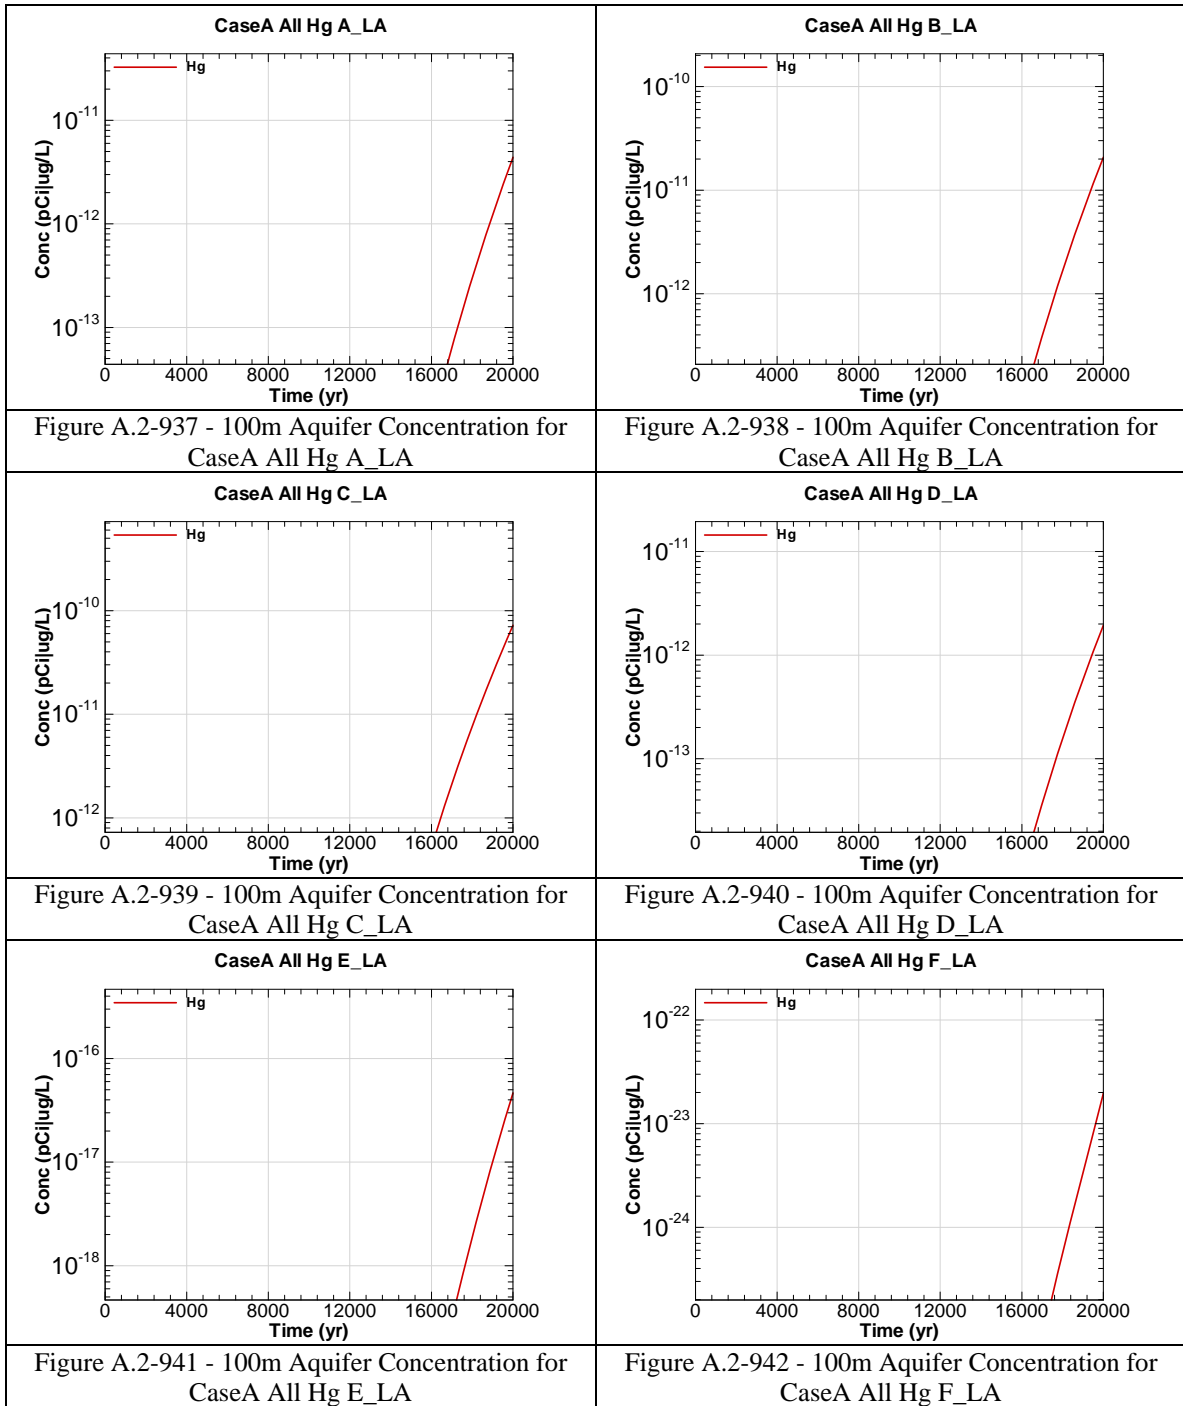 CaseA All Hg A_LA
Hg
10-11
10-12
10-13
Conc (pCi|ug/L)
0 4000 8000 12000 16000 20000
Time (yr)
Figure A.2-937 - 100m Aquifer Concentration for
CaseA All Hg A_LA
CaseA All Hg B_LA
Hg
10-10
10-11
10-12
Conc (pCi|ug/L)
0 4000 8000 12000 16000 20000
Time (yr)
Figure A.2-938 - 100m Aquifer Concentration for
CaseA All Hg B_LA
CaseA All Hg C_LA
Hg
10-10
10-11
10-12
Conc (pCi|ug/L)
0 4000 8000 12000 16000 20000
Time (yr)
Figure A.2-939 - 100m Aquifer Concentration for
CaseA All Hg C_LA
CaseA All Hg D_LA
Hg
10-11
10-12
10-13
Conc (pCi|ug/L)
0 4000 8000 12000 16000 20000
Time (yr)
Figure A.2-940 - 100m Aquifer Concentration for
CaseA All Hg D_LA
CaseA All Hg E_LA
Hg
10-16
10-17
10-18
Conc (pCi|ug/L)
0 4000 8000 12000 16000 20000
Time (yr)
Figure A.2-941 - 100m Aquifer Concentration for
CaseA All Hg E_LA
CaseA All Hg F_LA
Hg
10-22
10-23
10-24
Conc (pCi|ug/L)
0 4000 8000 12000 16000 20000
Time (yr)
Figure A.2-942 - 100m Aquifer Concentration for
CaseA All Hg F_LA